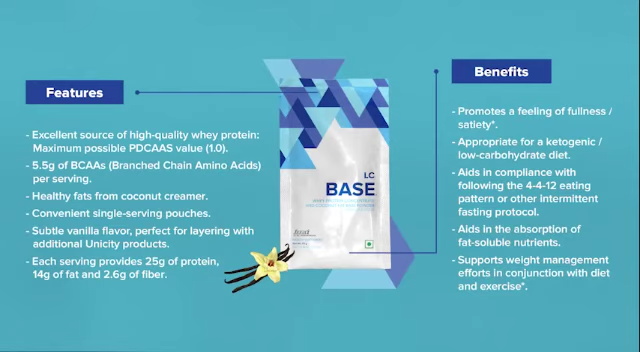 Features
- Excellent source of high-quality whey protein:
Maximum possible PDCAAS value (1.0).
- 5.5g of BCAAs (Branched Chain Amino Acids)
per serving.
- Healthy fats from coconut creamer.
- Convenient single-serving pouches.
- Subtle vanilla flavor, perfect for layering with
additional Unicity products.
- Each serving provides 25g of protein,
14g of fat and 2.6g of fiber.
LC
BASE
Benefits
- Promotes a feeling of fullness /
satiety*.
- Appropriate for a ketogenic /
low-carbohydrate diet.
- Aids in compliance with
following the 4-4-12 eating
pattern or other intermittent
fasting protocol.
- Aids in the absorption of
fat-soluble nutrients.
- Supports weight management
efforts in conjunction with diet
and exercise*.